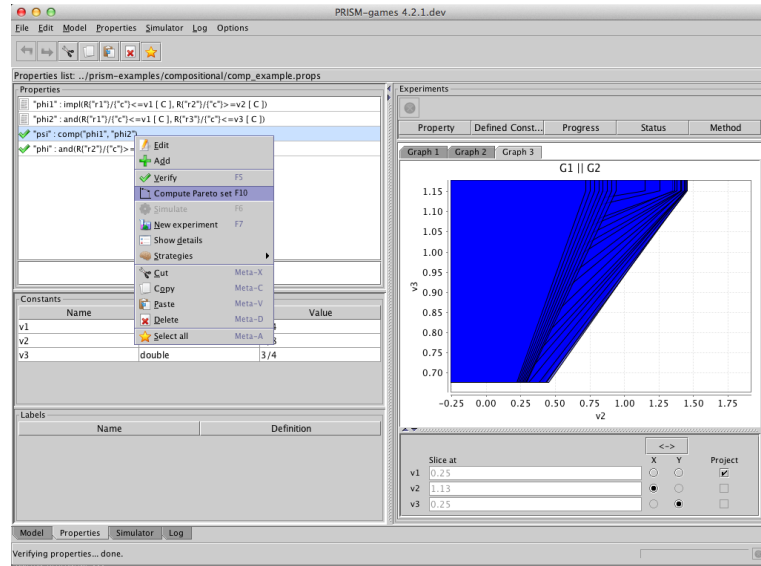 PRISM-games 4.2.1.dev
File Edit Model Properties Simulator Log Options
Properties list: ../prism-examples/compositional/comp_example.props
Properties
"phi1" : impl(R{"r1"}/{"c"}<=v1 [ C ], R{"r2"}/{"c"}>=v2 [ C ])
"phi2" : and(R{"r1"}/{"c"}<=v1 [ C ], R{"r3"}/{"c"}<=v3 [ C ])
"psi" : comp("phi1", "phi2")
"phi" : and(R{"r2"}/{"c"}>=
Edit
Add
Verify F5
Compute Pareto set F10
Simulate F6
New experiment F7
Show details
Strategies
Cut Meta-X
Copy Meta-C
Paste Meta-V
Delete Meta-D
Select all Meta-A
Constants
Name Value
v1
v2
v3 double 3/4
Labels
Name Definition
Experiments
Property Defined Const... Progress Status Method
Graph 1 Graph 2 Graph 3
G1 || G2
1.15
1.10
1.05
1.00
0.95
0.90
0.85
0.80
0.75
0.70
v3
-0.25 0.00 0.25 0.50 0.75 1.00 1.25 1.50 1.75
v2
<->
Slice at X Y Project
v1 0.25
v2 1.13
v3 0.25
Model Properties Simulator Log
Verifying properties... done.